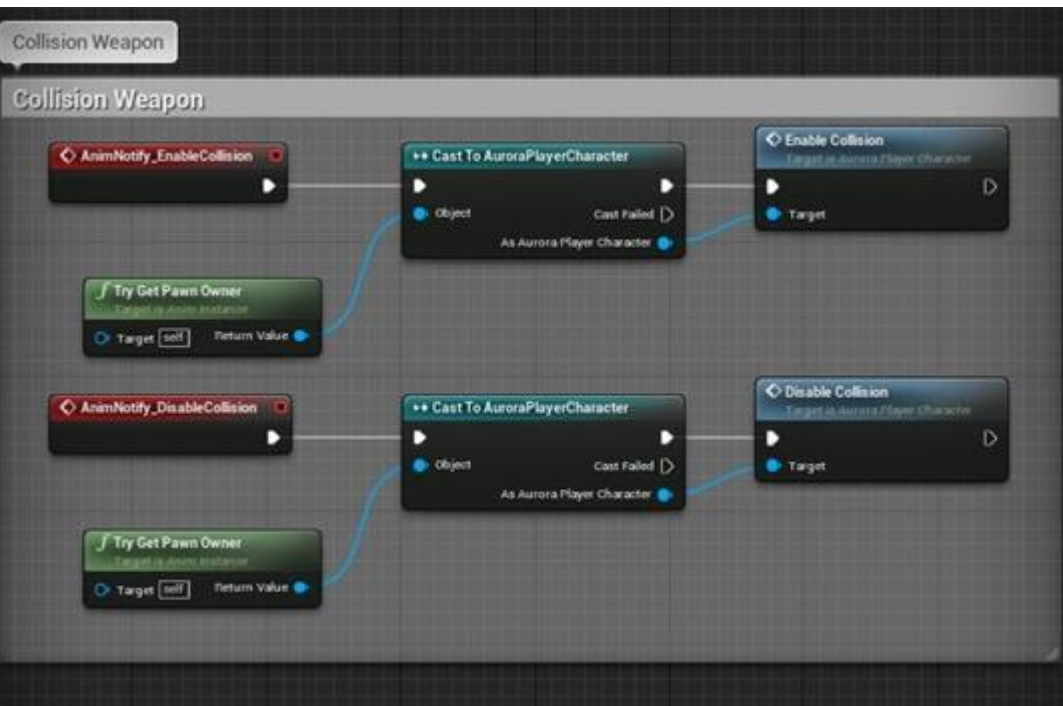 Collision Weapon
Collision Weapon
AnimNotify_EnableCollision
Cast To AuroraPlayerCharacter
Object
Cast Failed
As Aurora Player Character
Enable Collision
Target is Aurora Player Character
Target
Try Get Pawn Owner
Target is Anim Instance
Target self
Return Value
AnimNotify_DisableCollision
Cast To AuroraPlayerCharacter
Object
Cast Failed
As Aurora Player Character
Disable Collision
Target is Aurora Player Character
Target
Try Get Pawn Owner
Target is Anim Instance
Target self
Return Value